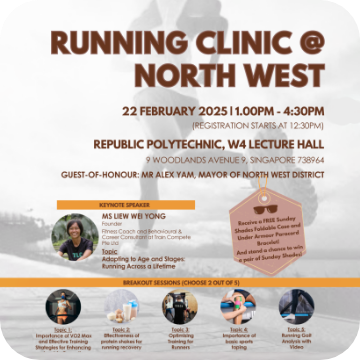 RUNNING CLINIC @
NORTH WEST
22 FEBRUARY 2025 | 1.00PM - 4:30PM
(REGISTRATION STARTS AT 12:30PM)
REPUBLIC POLYTECHNIC, W4 LECTURE HALL
9 WOODLANDS AVENUE 9, SINGAPORE 738964
GUEST-OF-HONOUR: MR ALEX YAM, MAYOR OF NORTH WEST DISTRICT
KEYNOTE SPEAKER
MS LIEW WEI YONG
Founder
Fitness Coach and Behavioural &
Career Consultant at Stars Compete
Pte Ltd
Topic
Adapting to Age and Stages:
Running Across a Lifetime
Receive a FREE Sunday
Shades Foldable Case and
Under Armour Farmward
Bracelet!
And stand a chance to win
a pair of Sunday Shades!
BREAKOUT SESSIONS (CHOOSE 2 OUT OF 5)
Topic 1:
Importance of VO2 Max
and Effective Training
Strategies for Enhancing
Topic 2:
Effectiveness of
protein shakes for
running recovery
Topic 3:
Optimising
Training for
Runners
Topic 4:
Importance of
basic sports
taping
Topic 5:
Running Gait
Analysis with
Video